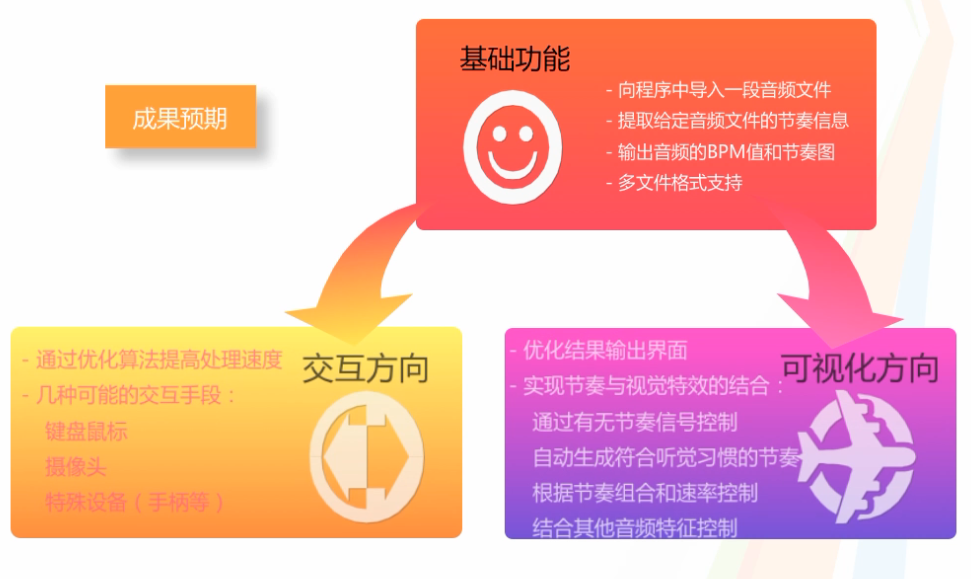 成果预期
基础功能
- 向程序中导入一段音频文件
- 提取给定音频文件的节奏信息
- 输出音频的BPM值和节奏图
- 多文件格式支持
交互方向
- 通过优化算法提高处理速度
- 几种可能的交互手段：
键盘鼠标
摄像头
特殊设备（手柄等）
可视化方向
- 优化结果输出界面
- 实现节奏与视觉特效的结合：
通过有无节奏信号控制
自动生成符合听觉习惯的节奏
根据节奏组合和速率控制
结合其他音频特征控制